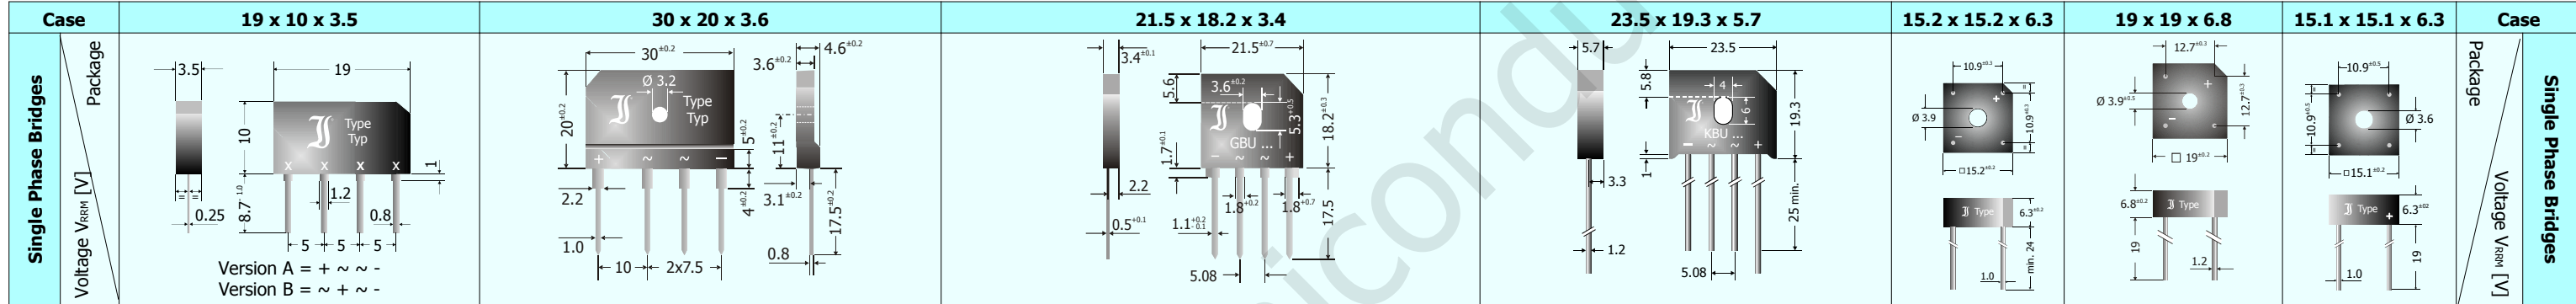 Case
19 x 10 x 3.5
30 x 20 x 3.6
21.5 x 18.2 x 3.4
23.5 x 19.3 x 5.7
15.2 x 15.2 x 6.3
19 x 19 x 6.8
15.1 x 15.1 x 6.3
Case
Single Phase Bridges
Package
Voltage VRRM [V]
3.5
19
10
Type
Typ
x x x x
1
= =
0.25
8.7 1.0
1.2
0.8
5 5 5
Version A = + ~ ~ -
Version B = ~ + ~ -
30±0.2
4.6±0.2
3.6±0.2
Ø 3.2
Type
Typ
20±0.2
11±0.2
5±0.2
+ ~ ~ −
2.2
4±0.2
3.1±0.2
17.5±0.2
1.0
0.8
10
2x7.5
3.4±0.1
21.5±0.7
5.6
3.6±0.2
5.3±0.5
18.2±0.3
GBU ...
- ~ ~ +
1.7±0.1
2.2
1.8+0.2
1.8+0.7
0.5+0.1
1.1+0.2 -0.1
17.5
5.08
5.7
23.5
5.8
4
6
19.3
KBU ...
- ~ ~ +
1
3.3
25 min.
1.2
5.08
10.9±0.3
Ø 3.9
+
−
10.9±0.3
=
=
□15.2±0.2
Type
6.3±0.2
min. 24
1.0
12.7±0.3
Ø 3.9±0.5
+
−
12.7±0.3
□ 19±0.2
6.8±0.2
Type
19
1.2
10.9±0.5
10.9±0.5
=
=
Ø 3.6
□15.1±0.2
Type
+
6.3±02
19
1.0
Package
Voltage VRRM [V]
Single Phase Bridges